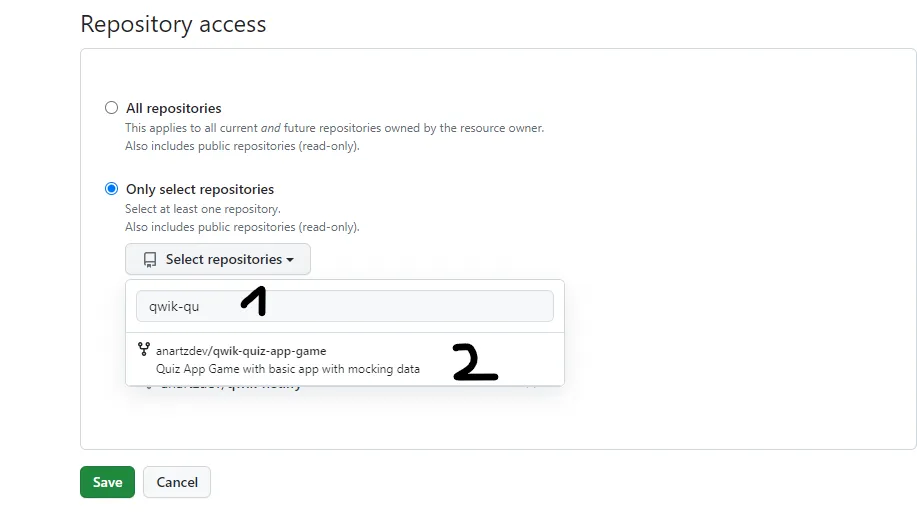 Repository access
All repositories
This applies to all current and future repositories owned by the resource owner.
Also includes public repositories (read-only).
Only select repositories
Select at least one repository.
Also includes public repositories (read-only).
Select repositories
qwik-qu
1
anartzdev/qwik-quiz-app-game
Quiz App Game with basic app with mocking data
2
Save
Cancel